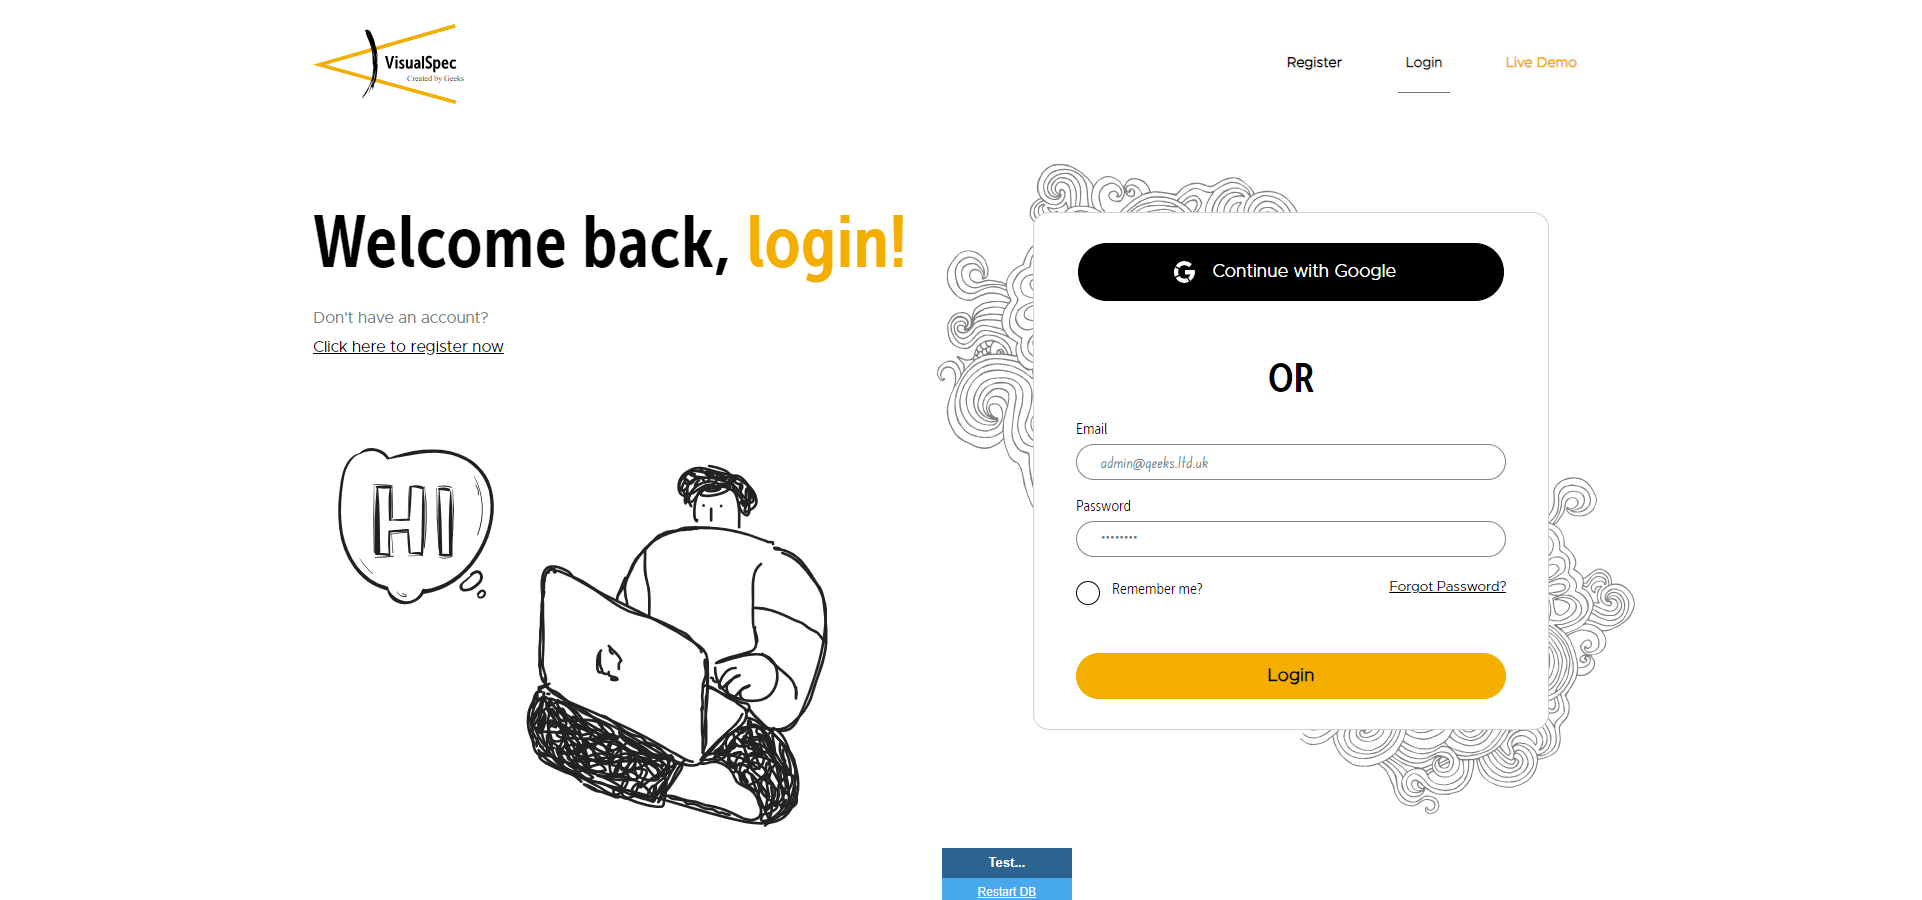 VisualSpec
Created by Geeks
Register
Login
Live Demo
Welcome back, login!
Don't have an account?
Click here to register now
HI
Continue with Google
OR
Email
admin@geeks.ltd.uk
Password
Remember me?
Forgot Password?
Login
Test...
Restart DB